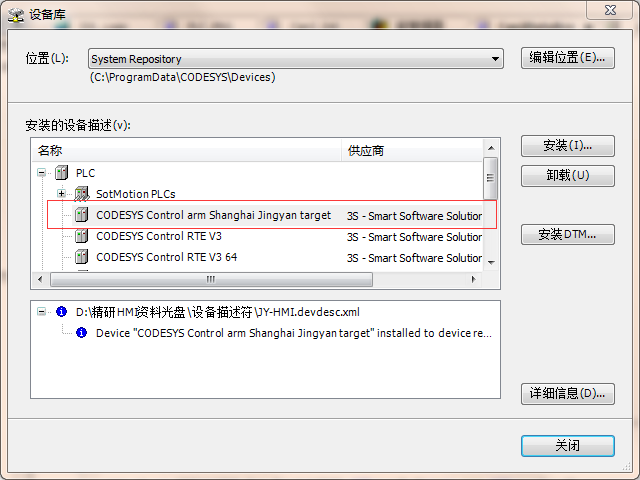 设备库
位置(L):
System Repository
编辑位置(E)...
(C:\ProgramData\CODESYS\Devices)
安装的设备描述(v):
名称
供应商
安装(I)...
PLC
卸载(U)
SotMotion PLCs
CODESYS Control arm Shanghai Jingyan target
3S - Smart Software Solution
CODESYS Control RTE V3
3S - Smart Software Solution
安装DTM...
CODESYS Control RTE V3 64
3S - Smart Software Solution
D:\精研HMI资料光盘\设备描述符\JY-HMI.devdesc.xml
Device "CODESYS Control arm Shanghai Jingyan target" installed to device re...
详细信息(D)...
关闭